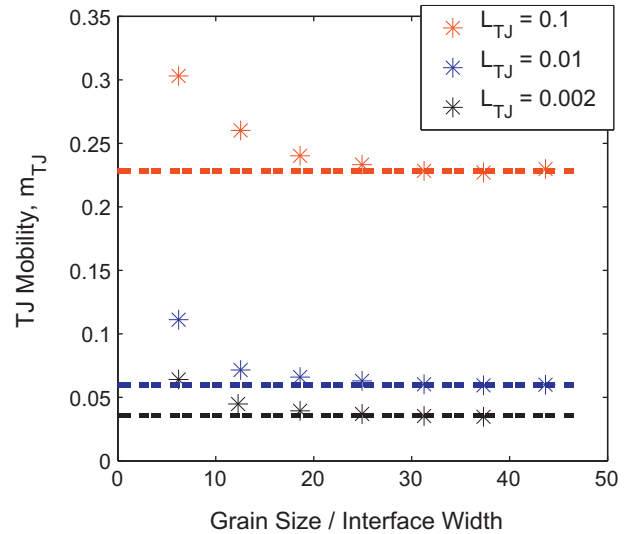 L_TJ = 0.1
L_TJ = 0.01
L_TJ = 0.002
0.35
0.3
0.25
0.2
0.15
0.1
0.05
0
TJ Mobility, m_TJ
0 10 20 30 40 50
Grain Size / Interface Width